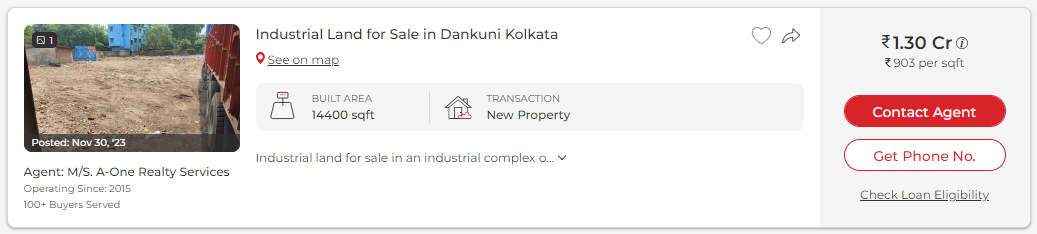 1
Posted: Nov 30, '23
Agent: M/S. A-One Realty Services
Operating Since: 2015
100+ Buyers Served
Industrial Land for Sale in Dankuni Kolkata
See on map
BUILT AREA
14400 sqft
TRANSACTION
New Property
Industrial land for sale in an industrial complex o...
₹1.30 Cr
₹ 903 per sqft
Contact Agent
Get Phone No.
Check Loan Eligibility